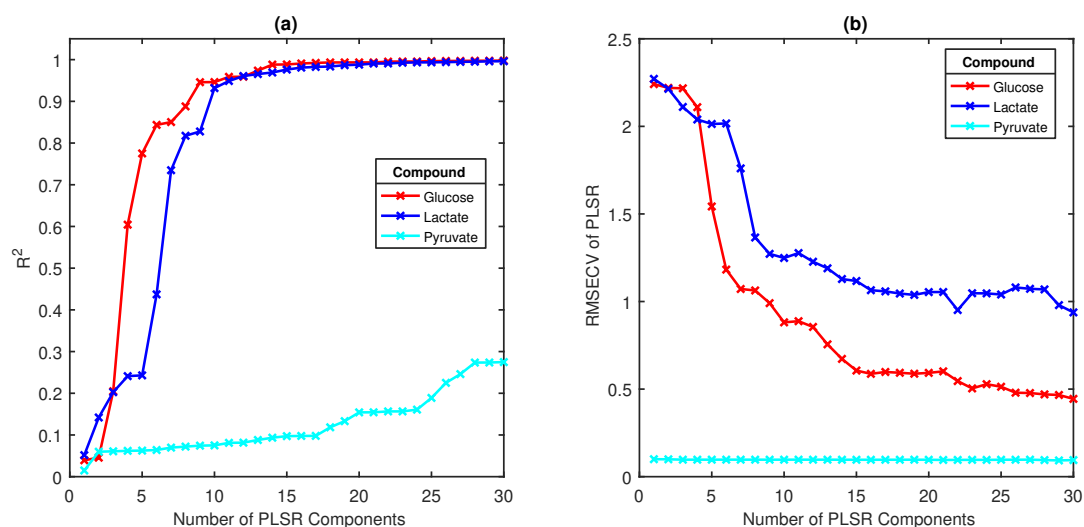 (a)
1
0.9
0.8
0.7
0.6
0.5
0.4
0.3
0.2
0.1
0
R²
Compound
Glucose
Lactate
Pyruvate
0 5 10 15 20 25 30
Number of PLSR Components
(b)
2.5
2
1.5
1
0.5
0
RMSECV of PLSR
Compound
Glucose
Lactate
Pyruvate
0 5 10 15 20 25 30
Number of PLSR Components